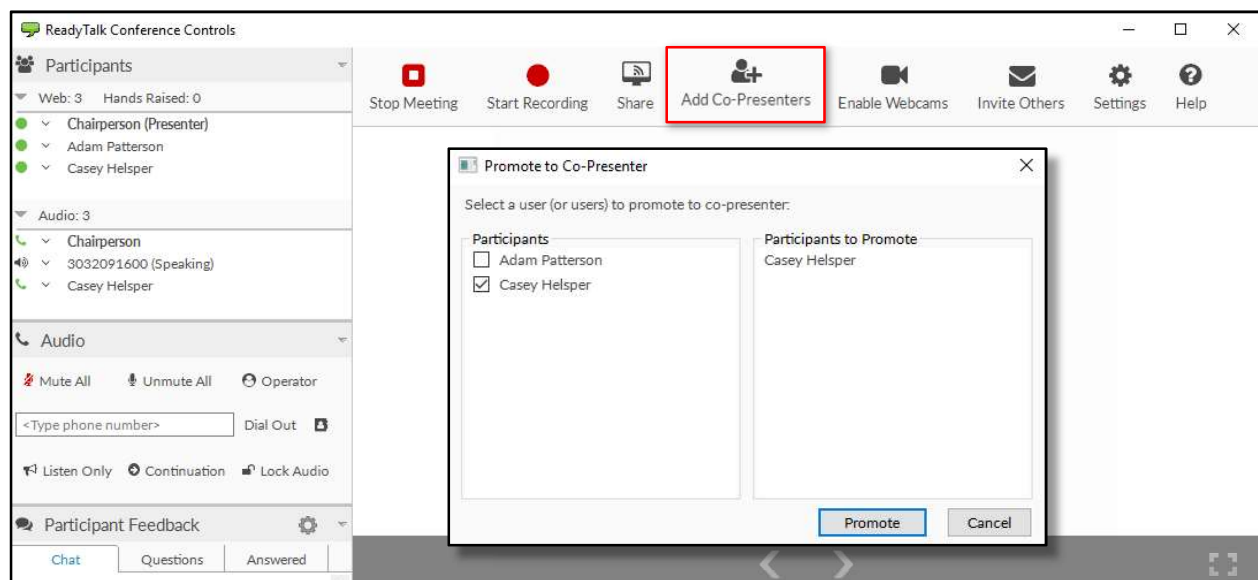 ReadyTalk Conference Controls
Participants
Web: 3 Hands Raised: 0
Chairperson (Presenter)
Adam Patterson
Casey Helsper
Audio: 3
Chairperson
3032091600 (Speaking)
Casey Helsper
Audio
Mute All Unmute All Operator
<Type phone number> Dial Out
Listen Only Continuation Lock Audio
Participant Feedback
Chat Questions Answered
Stop Meeting Start Recording Share Add Co-Presenters Enable Webcams Invite Others Settings Help
Promote to Co-Presenter
Select a user (or users) to promote to co-presenter:
Participants
Adam Patterson
Casey Helsper
Participants to Promote
Casey Helsper
Promote Cancel